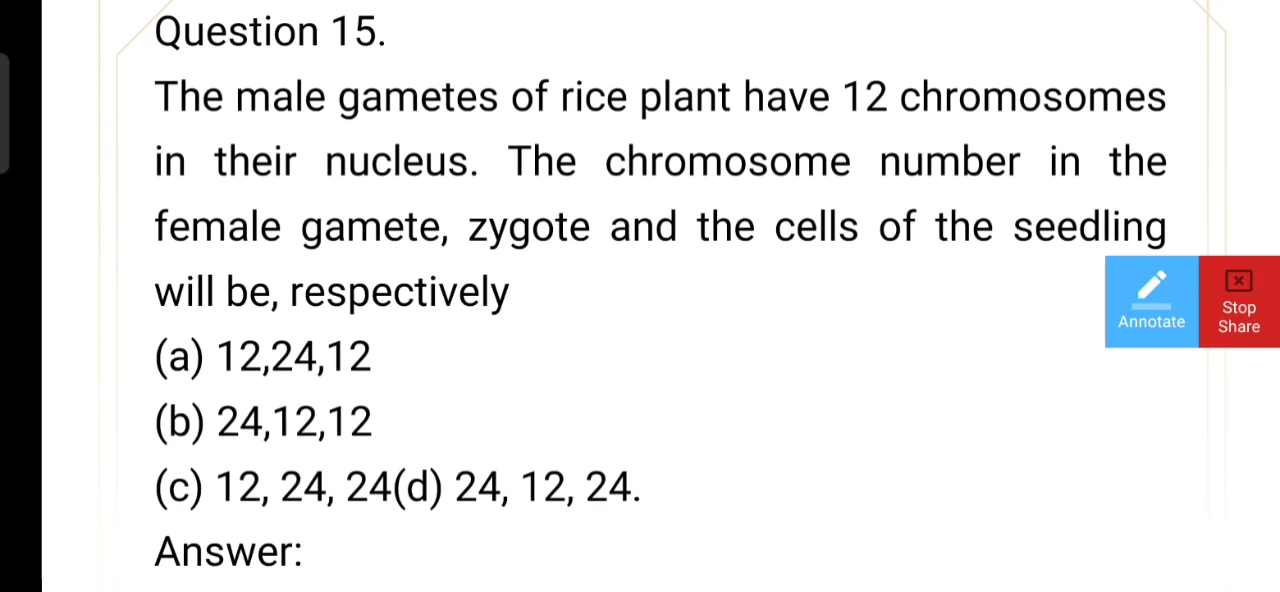 Question 15.
The male gametes of rice plant have 12 chromosomes
in their nucleus. The chromosome number in the
female gamete, zygote and the cells of the seedling
will be, respectively
Annotate
Stop
Share
(a) 12,24,12
(b) 24,12,12
(c) 12, 24, 24(d) 24, 12, 24.
Answer: